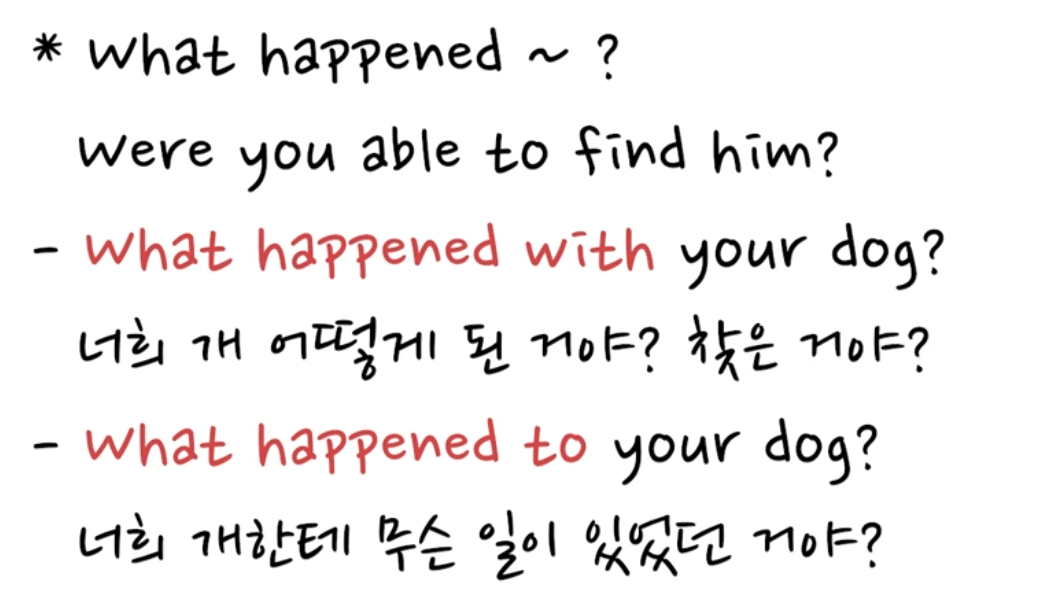 * What happened ~ ?
Were you able to find him?
- What happened with your dog?
너희 개 어떻게 된 거야? 찾은 거야?
- What happened to your dog?
너희 개한테 무슨 일이 있었던 거야?